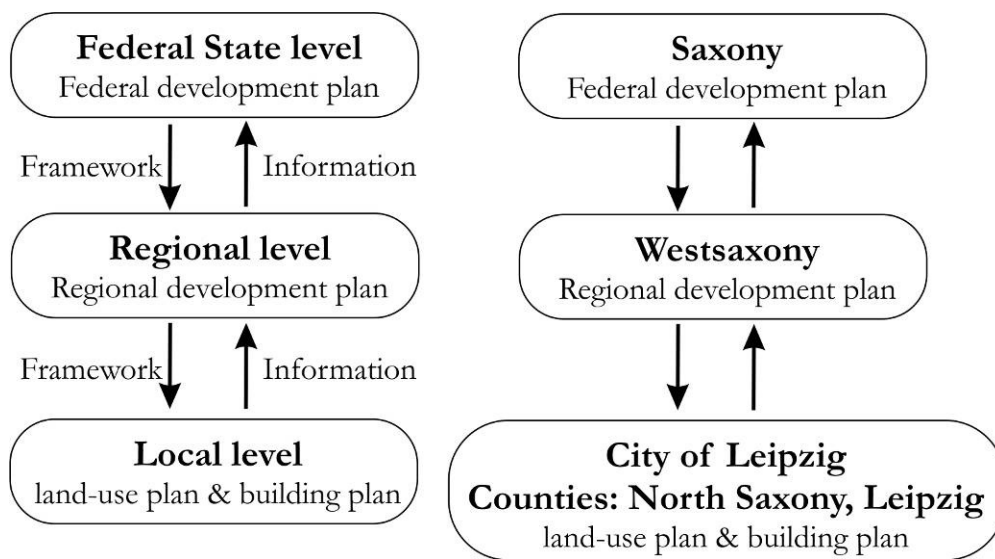 Federal State level
Federal development plan
Framework
Information
Regional level
Regional development plan
Framework
Information
Local level
land-use plan & building plan
Saxony
Federal development plan
Westsaxony
Regional development plan
City of Leipzig
Counties: North Saxony, Leipzig
land-use plan & building plan